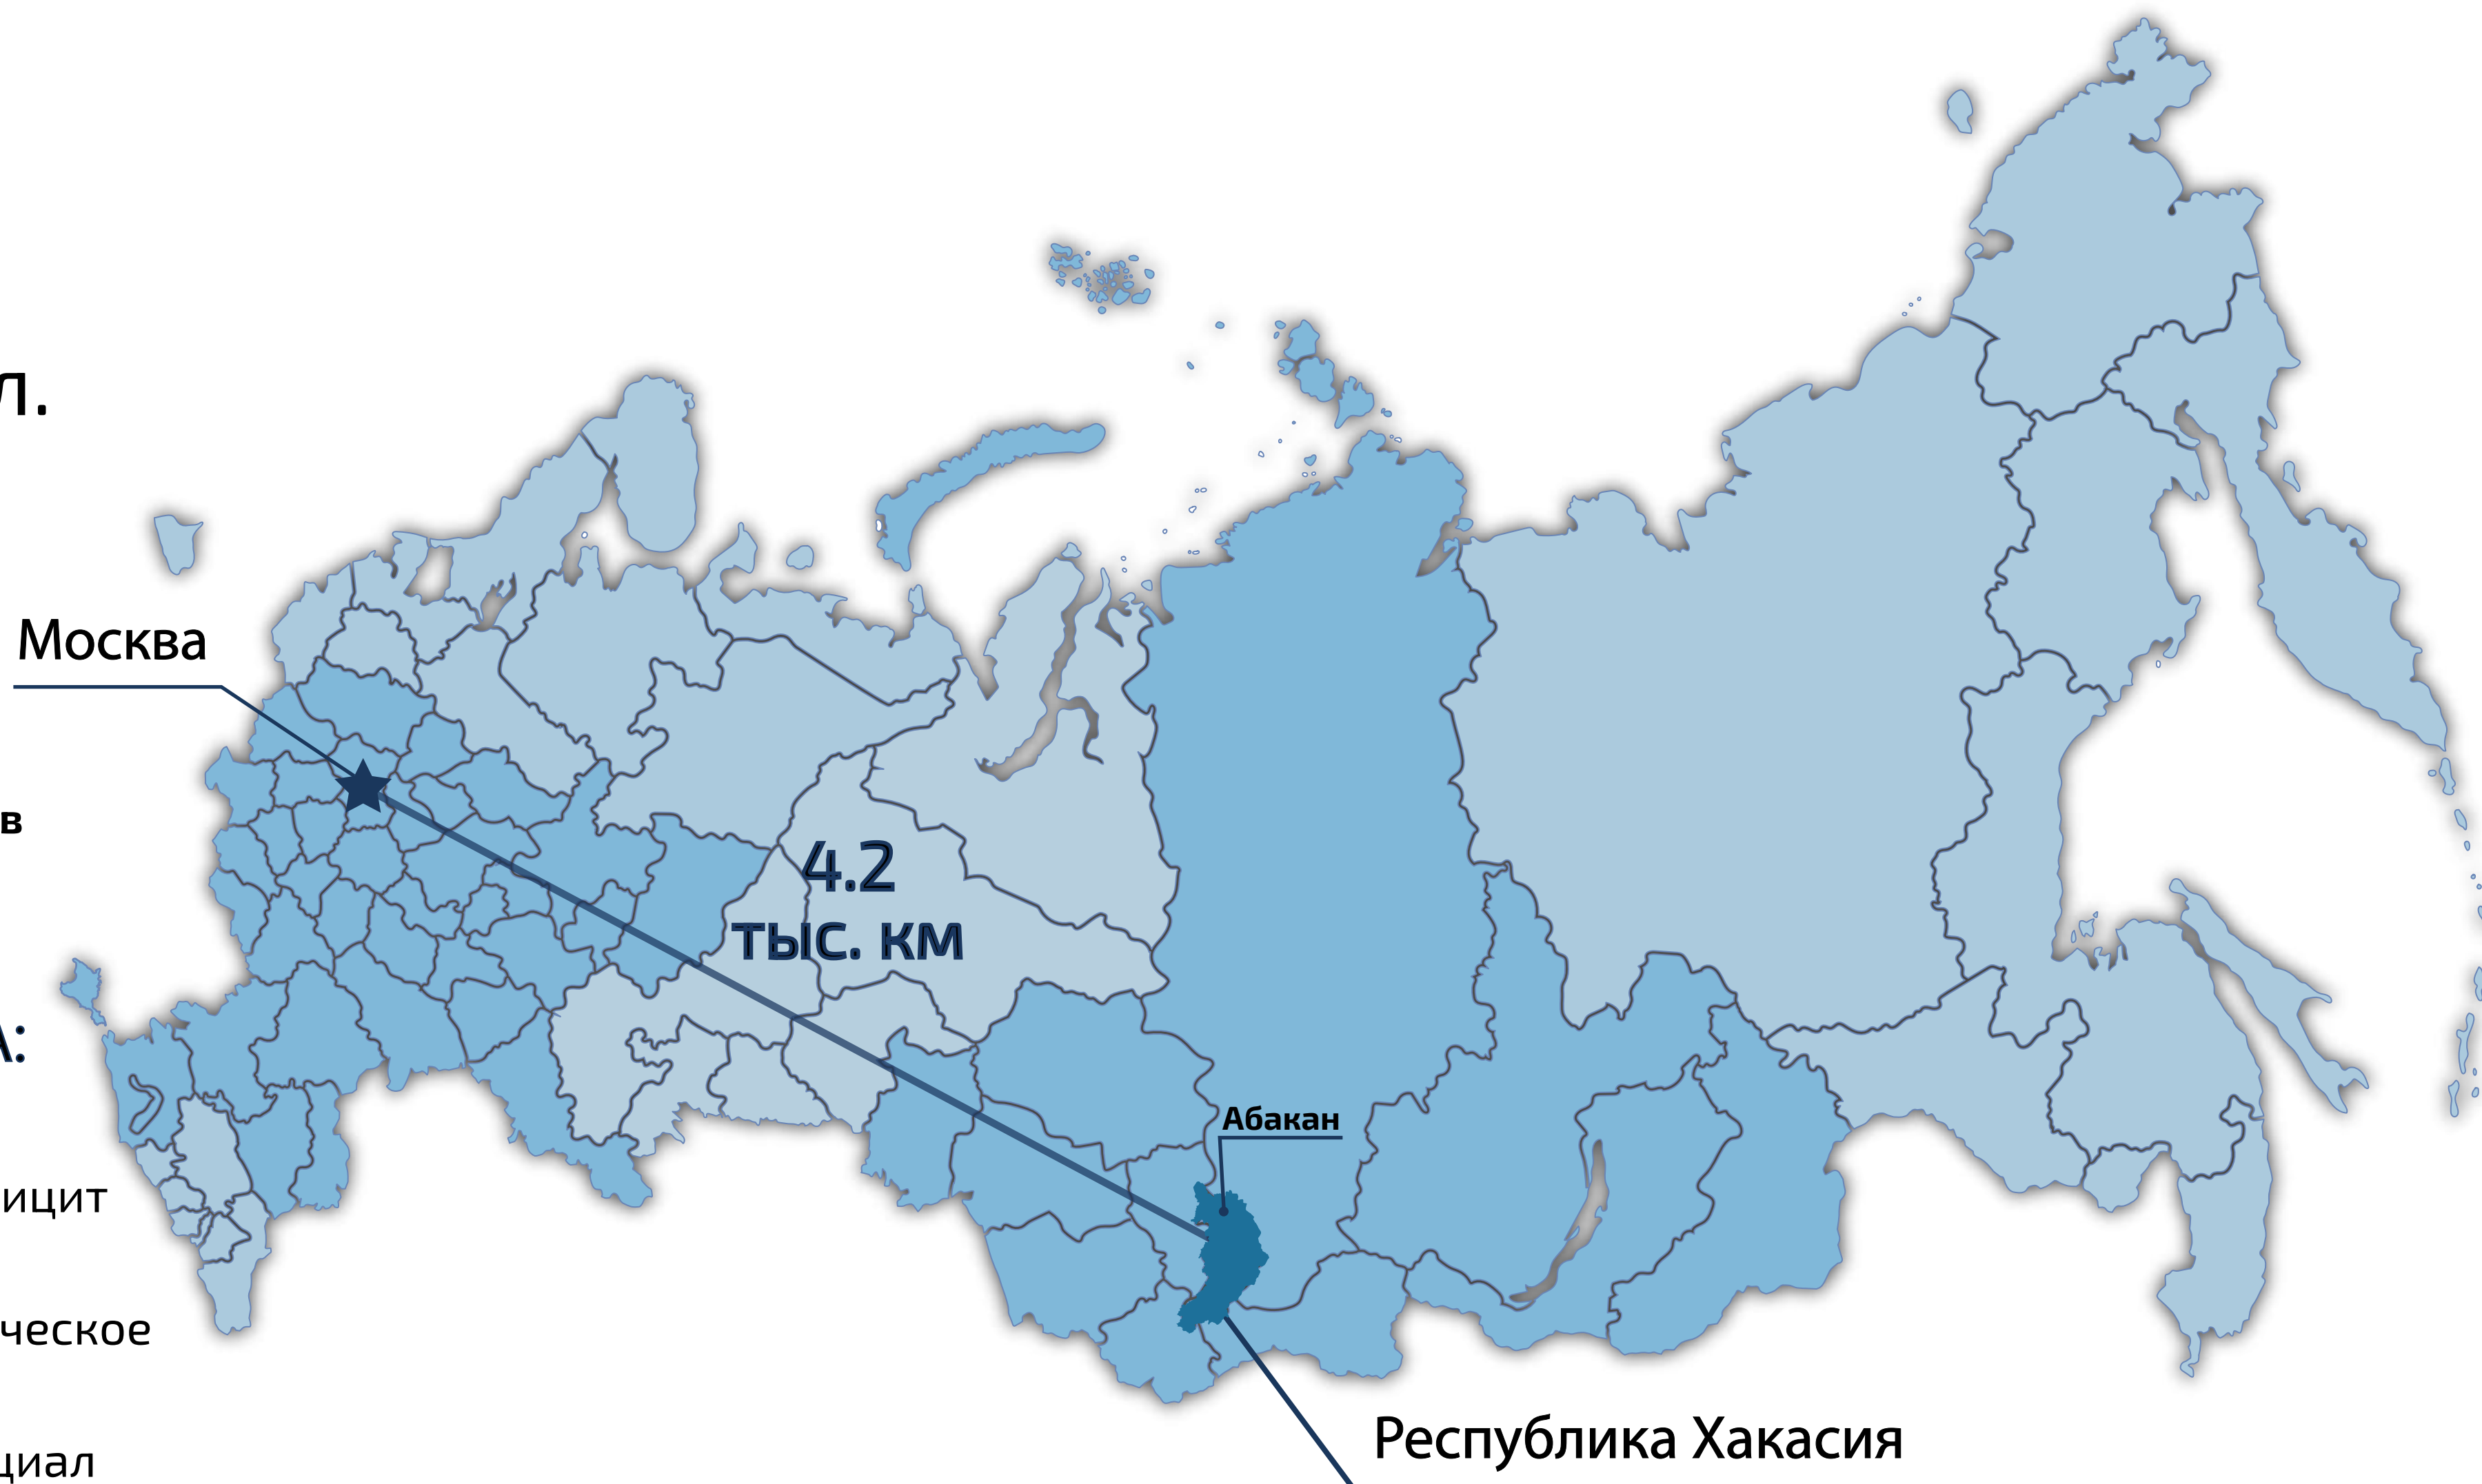 л.
Москва
в
4.2
тыс. км
А:
Абакан
ицит
ческое
Республика Хакасия
циал